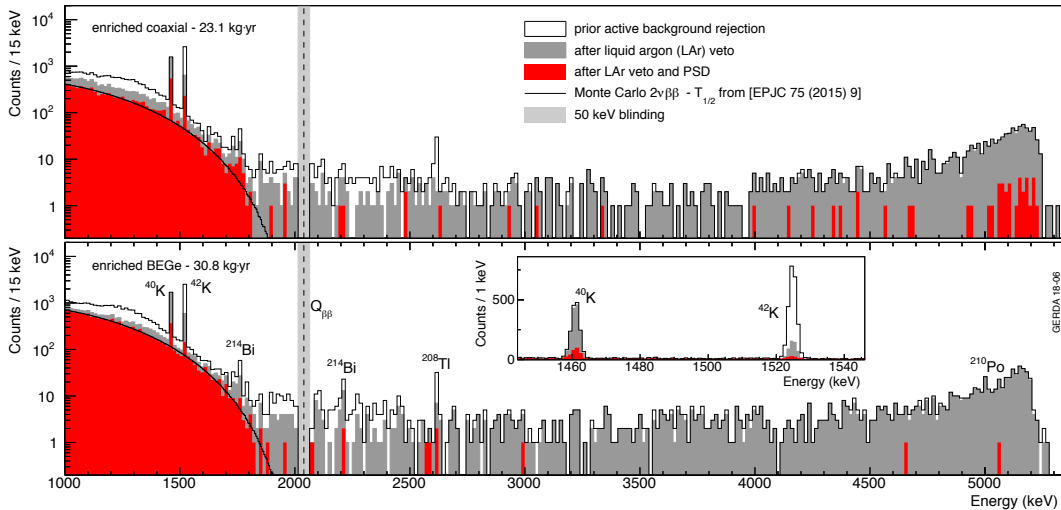 enriched coaxial - 23.1 kg·yr
prior active background rejection
after liquid argon (LAr) veto
after LAr veto and PSD
Monte Carlo 2νββ - T1/2 from [EPJC 75 (2015) 9]
50 keV blinding
Counts / 15 keV
10⁴
10³
10²
10
1
enriched BEGe - 30.8 kg·yr
Counts / 15 keV
10⁴
10³
10²
10
1
⁴⁰K
⁴²K
²¹⁴Bi
Qββ
²¹⁴Bi
²⁰⁸Tl
²¹⁰Po
Counts / 1 keV
500
0
⁴⁰K
⁴²K
1460
1480
1500
1520
1540
Energy (keV)
GERDA 18-06
1000
1500
2000
2500
3000
3500
4000
4500
5000
Energy (keV)